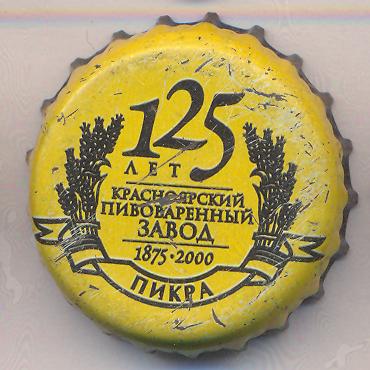 125
ЛЕТ
КРАСНОЯРСКИЙ
ПИВОВАРЕННЫЙ
ЗАВОД
1875·2000
ПИКРА